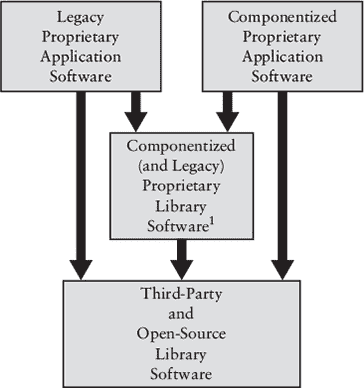 Legacy
Proprietary
Application
Software
Componentized
Proprietary
Application
Software
Componentized
(and Legacy)
Proprietary
Library
Software¹
Third-Party
and
Open-Source
Library
Software